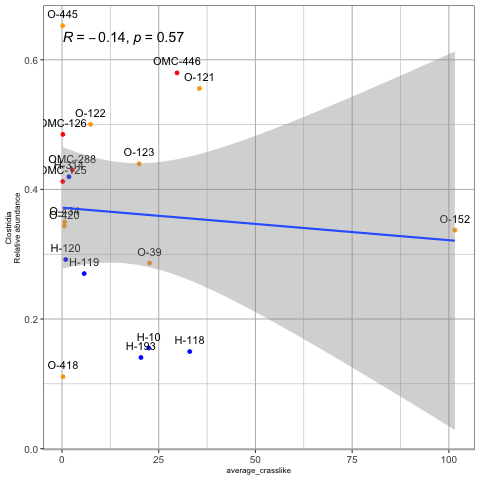 O-445
R = −0.14, p = 0.57
OMC-446
O-121
O-122
OMC-126
O-123
OMC-288
OMC-125
O-420
O-152
H-120
H-119
O-39
H-10
H-193
H-118
O-418
0.6
0.4
0.2
0.0
0
25
50
75
100
average_crasslike
Clostridia
Relative abundance